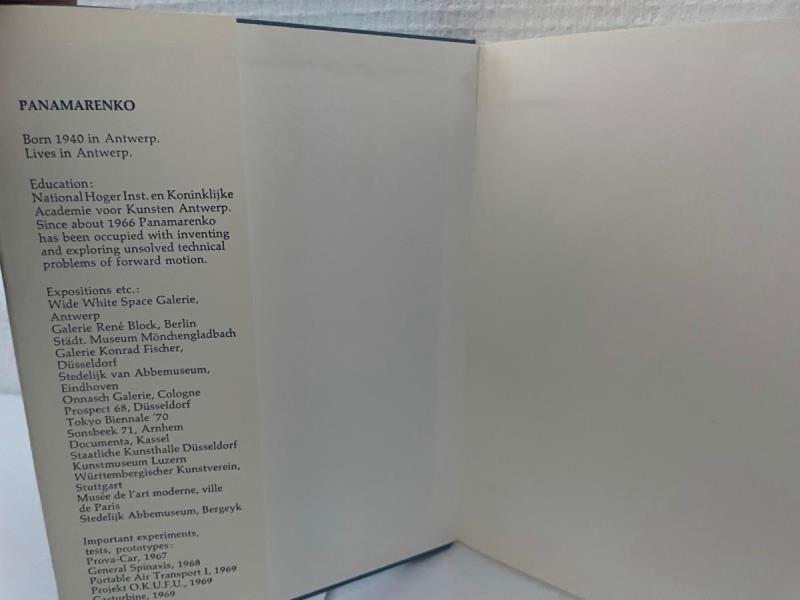 PANAMARENKO
Born 1940 in Antwerp.
Lives in Antwerp.
Education:
National Hoger Inst. en Koninklijke
Academie voor Kunsten Antwerp.
Since about 1966 Panamarenko
has been occupied with inventing
and exploring unsolved technical
problems of forward motion.
Expositions etc.:
Wide White Space Galerie,
Antwerp
Galerie René Block, Berlin
Städt. Museum Mönchengladbach
Galerie Konrad Fischer,
Düsseldorf
Stedelijk van Abbemuseum,
Eindhoven
Onnasch Galerie, Cologne
Prospect 68, Düsseldorf
Tokyo Biennale '70
Sonsbeek 71, Arnhem
Documenta, Kassel
Staatliche Kunsthalle Düsseldorf
Kunstmuseum Luzern
Württembergischer Kunstverein,
Stuttgart
Musée de l'art moderne, ville
de Paris
Stedelijk Abbemuseum, Bergeyk
Important experiments,
tests, prototypes:
Prova-Car, 1967
General Spinaxis, 1968
Portable Air Transport I, 1969
Projekt O.K.U.F.U., 1969
Gasturbine, 1969